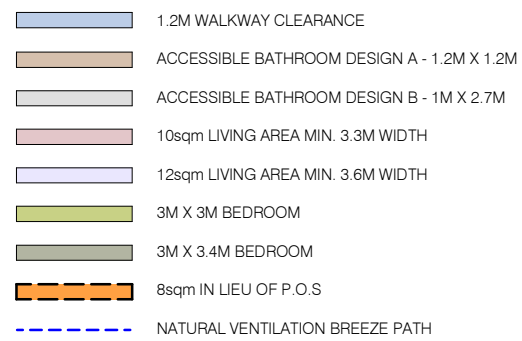 1.2M WALKWAY CLEARANCE
ACCESSIBLE BATHROOM DESIGN A - 1.2M X 1.2M
ACCESSIBLE BATHROOM DESIGN B - 1M X 2.7M
10sqm LIVING AREA MIN. 3.3M WIDTH
12sqm LIVING AREA MIN. 3.6M WIDTH
3M X 3M BEDROOM
3M X 3.4M BEDROOM
8sqm IN LIEU OF P.O.S
NATURAL VENTILATION BREEZE PATH